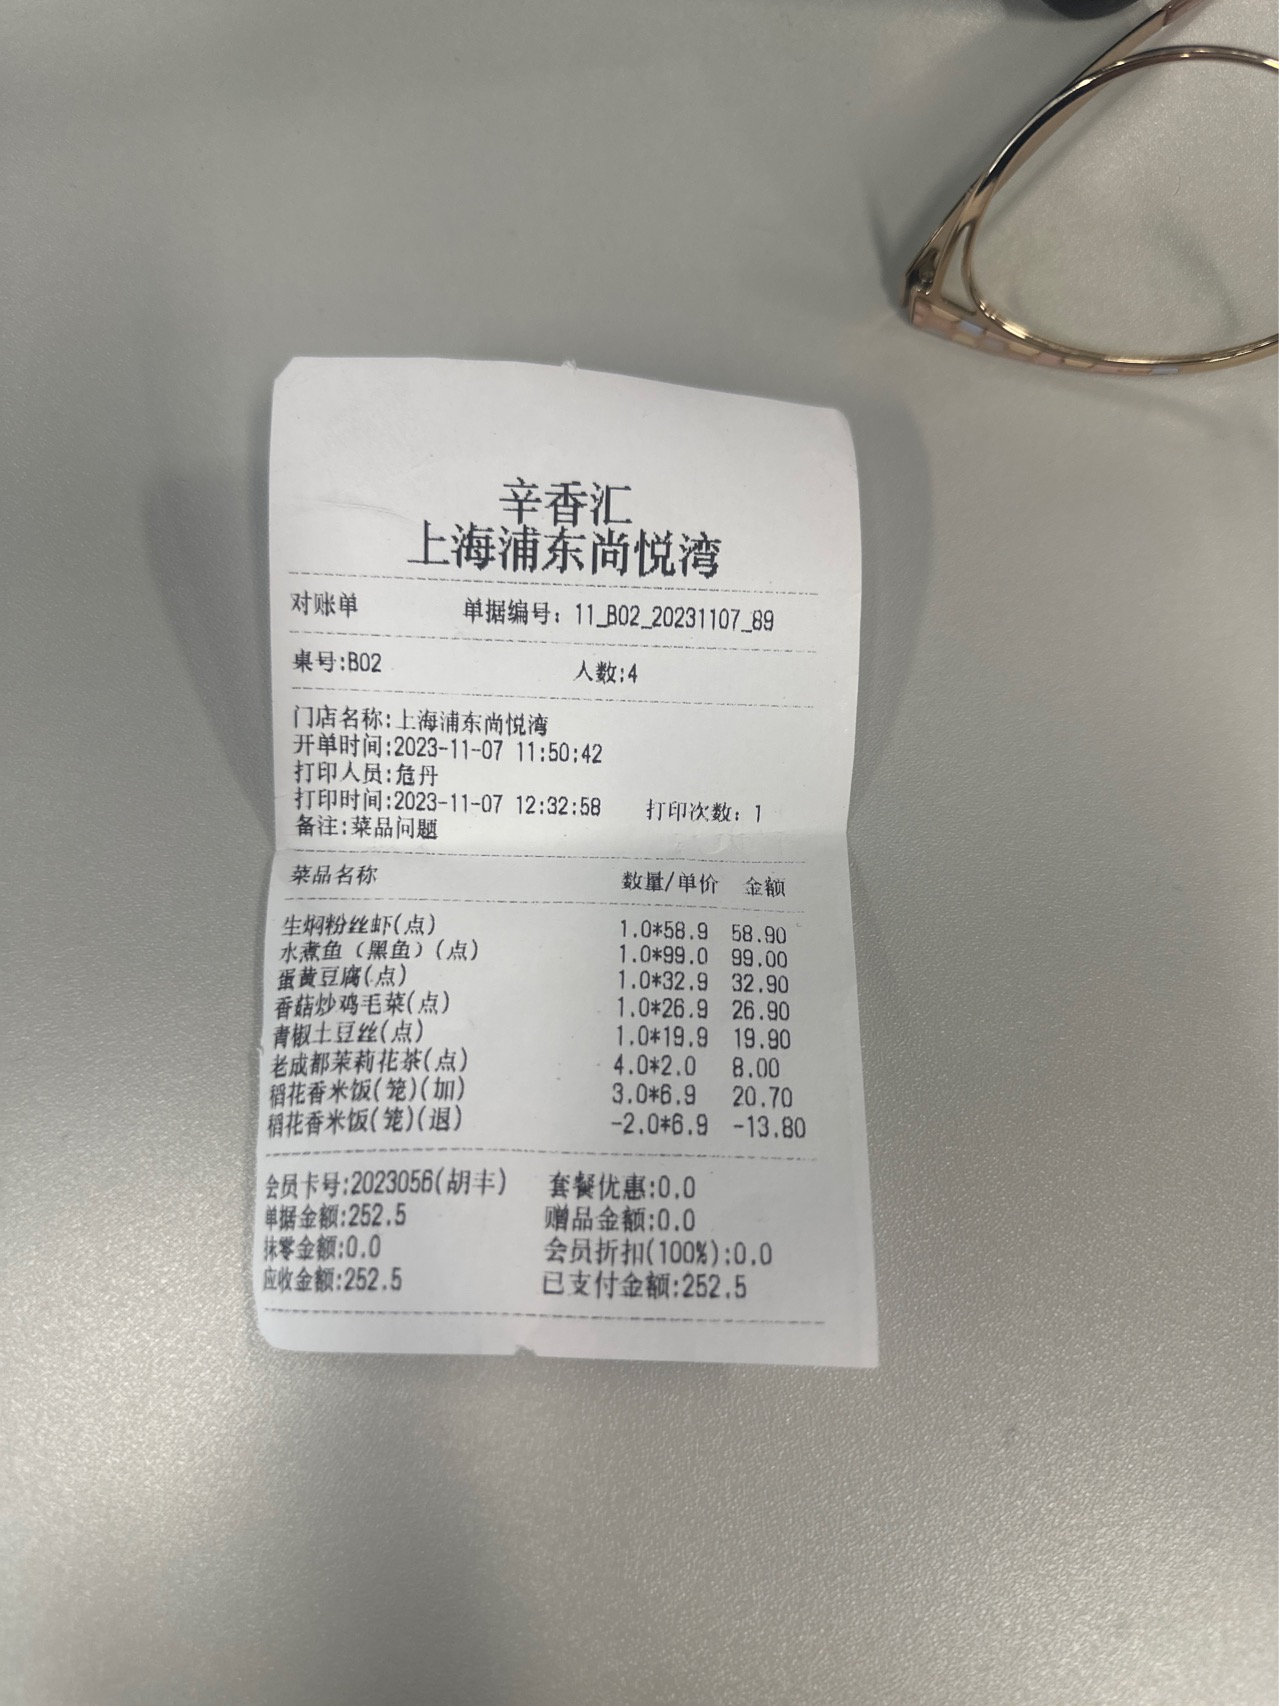 辛香汇
上海浦东尚悦湾
对账单 单据编号: 11_B02_20231107_89
桌号:B02 人数:4
门店名称:上海浦东尚悦湾
开单时间:2023-11-07 11:50:42
打印人员:危丹
打印时间:2023-11-07 12:32:58 打印次数: 1
备注:菜品问题
菜品名称 数量/单价 金额
生焖粉丝虾(点) 1.0*58.9 58.90
水煮鱼（黑鱼）(点) 1.0*99.0 99.00
蛋黄豆腐(点) 1.0*32.9 32.90
香菇炒鸡毛菜(点) 1.0*26.9 26.90
青椒土豆丝(点) 1.0*19.9 19.90
老成都茉莉花茶(点) 4.0*2.0 8.00
稻花香米饭(笼)(加) 3.0*6.9 20.70
稻花香米饭(笼)(退) -2.0*6.9 -13.80
会员卡号:2023056(胡丰) 套餐优惠:0.0
单据金额:252.5 赠品金额:0.0
抹零金额:0.0 会员折扣(100%):0.0
应收金额:252.5 已支付金额:252.5